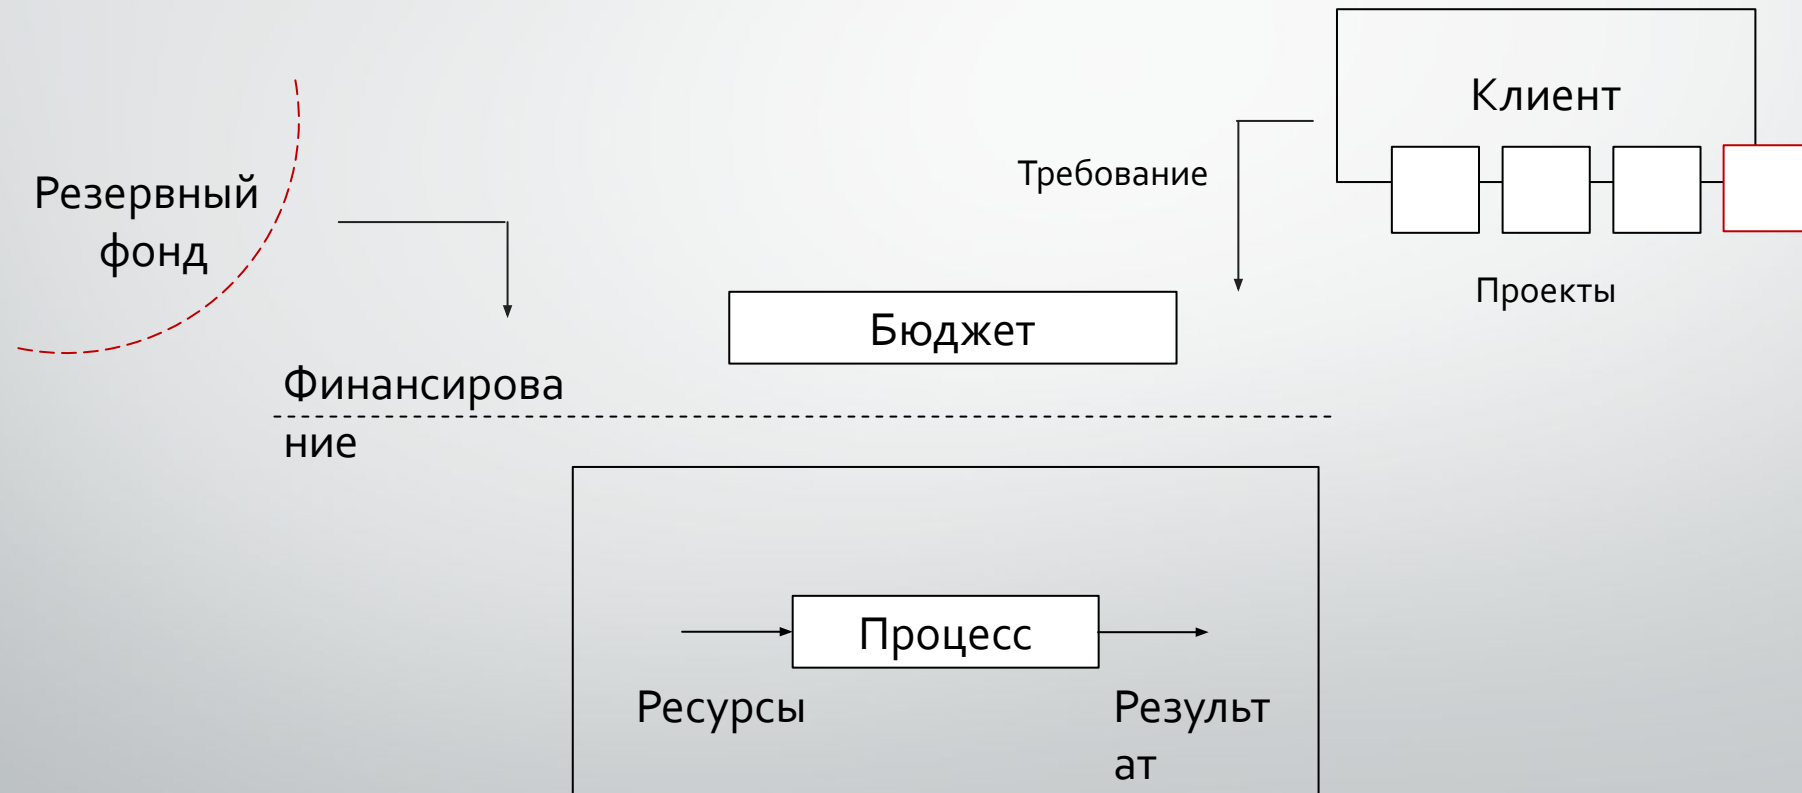 Клиент
Требование
Резервный
фонд
Проекты
Бюджет
Финансирова
ние
Процесс
Ресурсы
Результ
ат